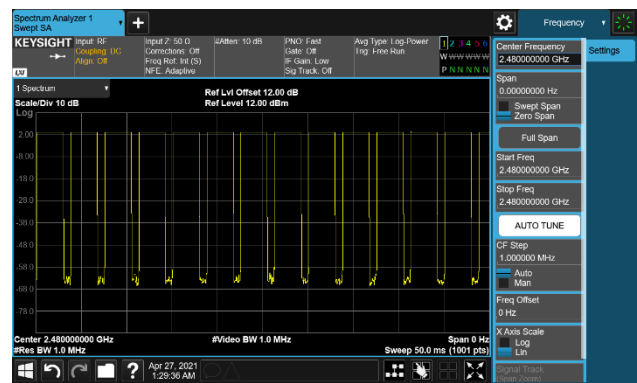 Spectrum Analyzer 1
Swept SA
Frequency
KEYSIGHT
Input: RF
Coupling: DC
Align: Off
Input Z: 50 Ω
Corrections: Off
Freq Ref: Int (S)
NFE: Adaptive
#Atten: 10 dB
PNO: Fast
Gate: Off
IF Gain: Low
Sig Track: Off
Avg Type: Log-Power
Trig: Free Run
1 2 3 4 5 6
W W W W W W
P N N N N N
LXI
1 Spectrum
Scale/Div 10 dB
Log
Ref Lvl Offset 12.00 dB
Ref Level 12.00 dBm
2.00
-8.00
-18.0
-28.0
-38.0
-48.0
-58.0
-68.0
-78.0
Center 2.480000000 GHz
#Res BW 1.0 MHz
#Video BW 1.0 MHz
Span 0 Hz
Sweep 50.0 ms (1001 pts)
Apr 27, 2021
1:29:36 AM
Center Frequency
2.480000000 GHz
Settings
Span
0.00000000 Hz
Swept Span
Zero Span
Full Span
Start Freq
2.480000000 GHz
Stop Freq
2.480000000 GHz
AUTO TUNE
CF Step
1.000000 MHz
Auto
Man
Freq Offset
0 Hz
X Axis Scale
Log
Lin
Signal Track
(Span Zoom)